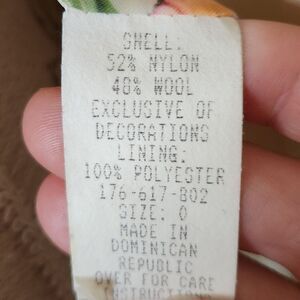 SHELL:
52% NYLON
48% WOOL
EXCLUSIVE OF
DECORATIONS
LINING:
100% POLYESTER
176-617-802
SIZE: 0
MADE IN
DOMINICAN
REPUBLIC
OVER FOR CARE
INSTRUCTION